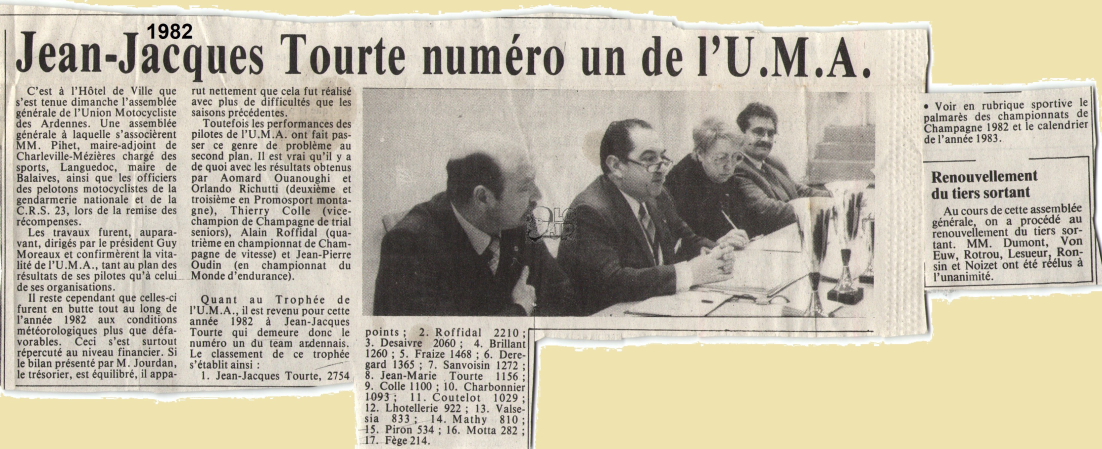 1982
Jean-Jacques Tourte numéro un de l'U.M.A.
C'est à l'Hôtel de Ville que
s'est tenue dimanche l'assemblée
générale de l'Union Motocycliste
des Ardennes. Une assemblée
générale à laquelle s'associèrent
MM. Pihet, maire-adjoint de
Charleville-Mézières chargé des
sports, Languedoc, maire de
Balaives, ainsi que les officiers
des pelotons motocyclistes de la
gendarmerie nationale et de la
C.R.S. 23, lors de la remise des
récompenses.
Les travaux furent, aupara-
vant, dirigés par le président Guy
Moreaux et confirmèrent la vita-
lité de l'U.M.A., tant au plan des
résultats de ses pilotes qu'à celui
de ses organisations.
Il reste cependant que celles-ci
furent en butte tout au long de
l'année 1982 aux conditions
météorologiques plus que défa-
vorables. Ceci s'est surtout
répercuté au niveau financier. Si
le bilan présenté par M. Jourdan,
le trésorier, est équilibré, il appa-
rut nettement que cela fut réalisé
avec plus de difficultés que les
saisons précédentes.
Toutefois les performances des
pilotes de l'U.M.A. ont fait pas-
ser ce genre de problème au
second plan. Il est vrai qu'il y a
de quoi avec les résultats obtenus
par Aomard Ouanoughi et
Orlando Richutti (deuxième et
troisième en Promosport monta-
gne), Thierry Colle (vice-
champion de Champagne de trial
seniors), Alain Roffidal (qua-
trième en championnat de Cham-
pagne de vitesse) et Jean-Pierre
Oudin (en championnat du
Monde d'endurance).
Quant au Trophée de
l'U.M.A., il est revenu pour cette
année 1982 à Jean-Jacques
Tourte qui demeure donc le
numéro un du team ardennais.
Le classement de ce trophée
s'établit ainsi :
1. Jean-Jacques Tourte, 2754
points ; 2. Roffidal 2210 ;
3. Desaivre 2060 ; 4. Brillant
1260 ; 5. Fraize 1468 ; 6. Dere-
gard 1365 ; 7. Sanvoisin 1272 ;
8. Jean-Marie Tourte 1156 ;
9. Colle 1100 ; 10. Charbonnier
1093 ; 11. Coutelot 1029 ;
12. Lhotellerie 922 ; 13. Valse-
sia 833 ; 14. Mathy 810 ;
15. Piron 534 ; 16. Motta 282 ;
17. Fège 214.
• Voir en rubrique sportive le
palmarès des championnats de
Champagne 1982 et le calendrier
de l'année 1983.
Renouvellement
du tiers sortant
Au cours de cette assemblée
générale, on a procédé au
renouvellement du tiers sor-
tant. MM. Dumont, Von
Euw, Rotrou, Lesueur, Ron-
sin et Noizet ont été réélus à
l'unanimité.